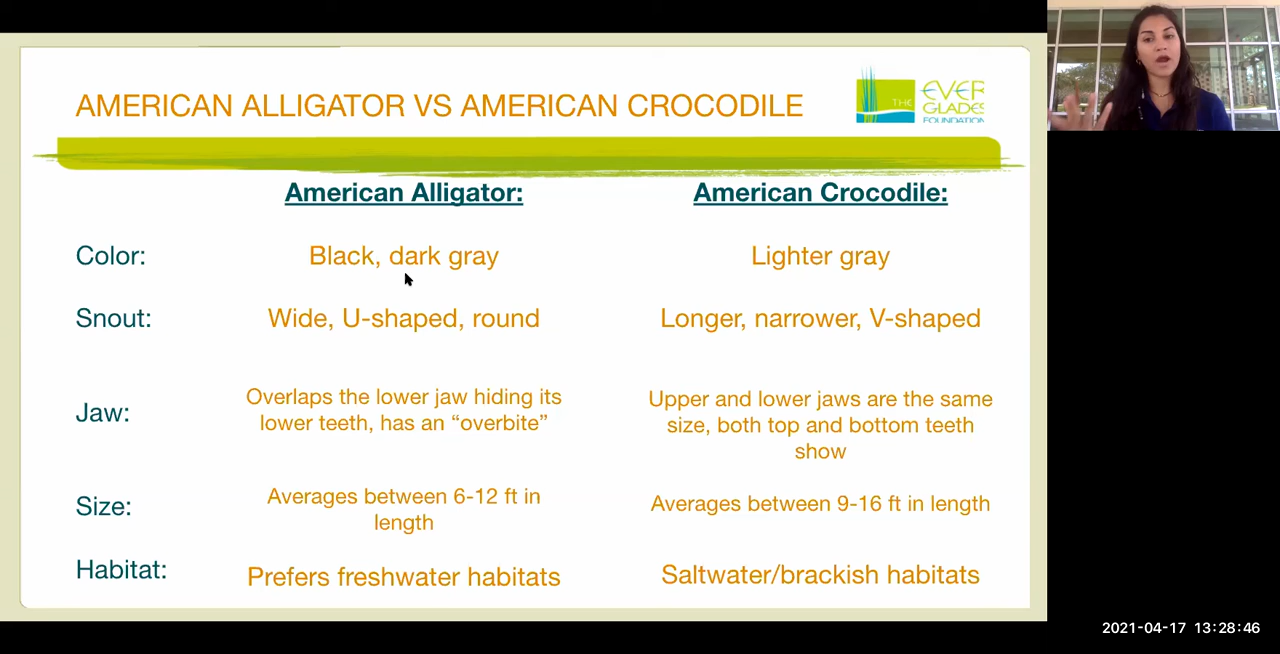 AMERICAN ALLIGATOR VS AMERICAN CROCODILE
THE
EVER
GLADES
FOUNDATION
American Alligator:
American Crocodile:
Color:
Black, dark gray
Lighter gray
Snout:
Wide, U-shaped, round
Longer, narrower, V-shaped
Jaw:
Overlaps the lower jaw hiding its
lower teeth, has an “overbite”
Upper and lower jaws are the same
size, both top and bottom teeth
show
Size:
Averages between 6-12 ft in
length
Averages between 9-16 ft in length
Habitat:
Prefers freshwater habitats
Saltwater/brackish habitats
2021-04-17 13:28:46